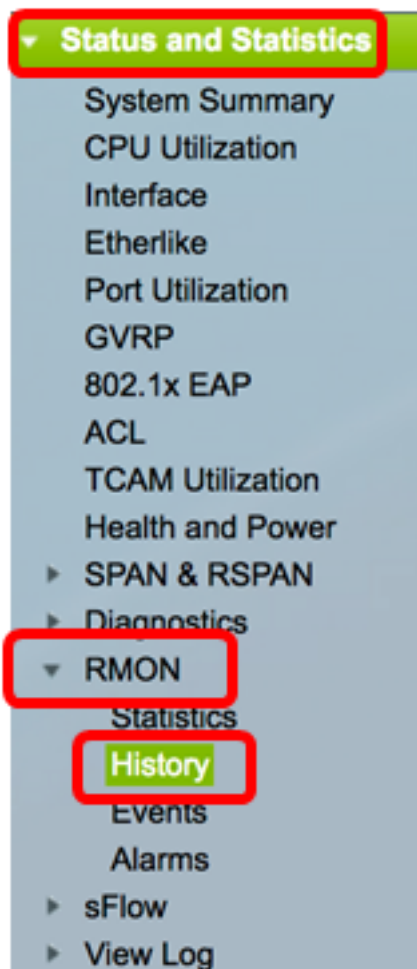 Status and Statistics
System Summary
CPU Utilization
Interface
Etherlike
Port Utilization
GVRP
802.1x EAP
ACL
TCAM Utilization
Health and Power
SPAN & RSPAN
Diagnostics
RMON
Statistics
History
Events
Alarms
sFlow
View Log